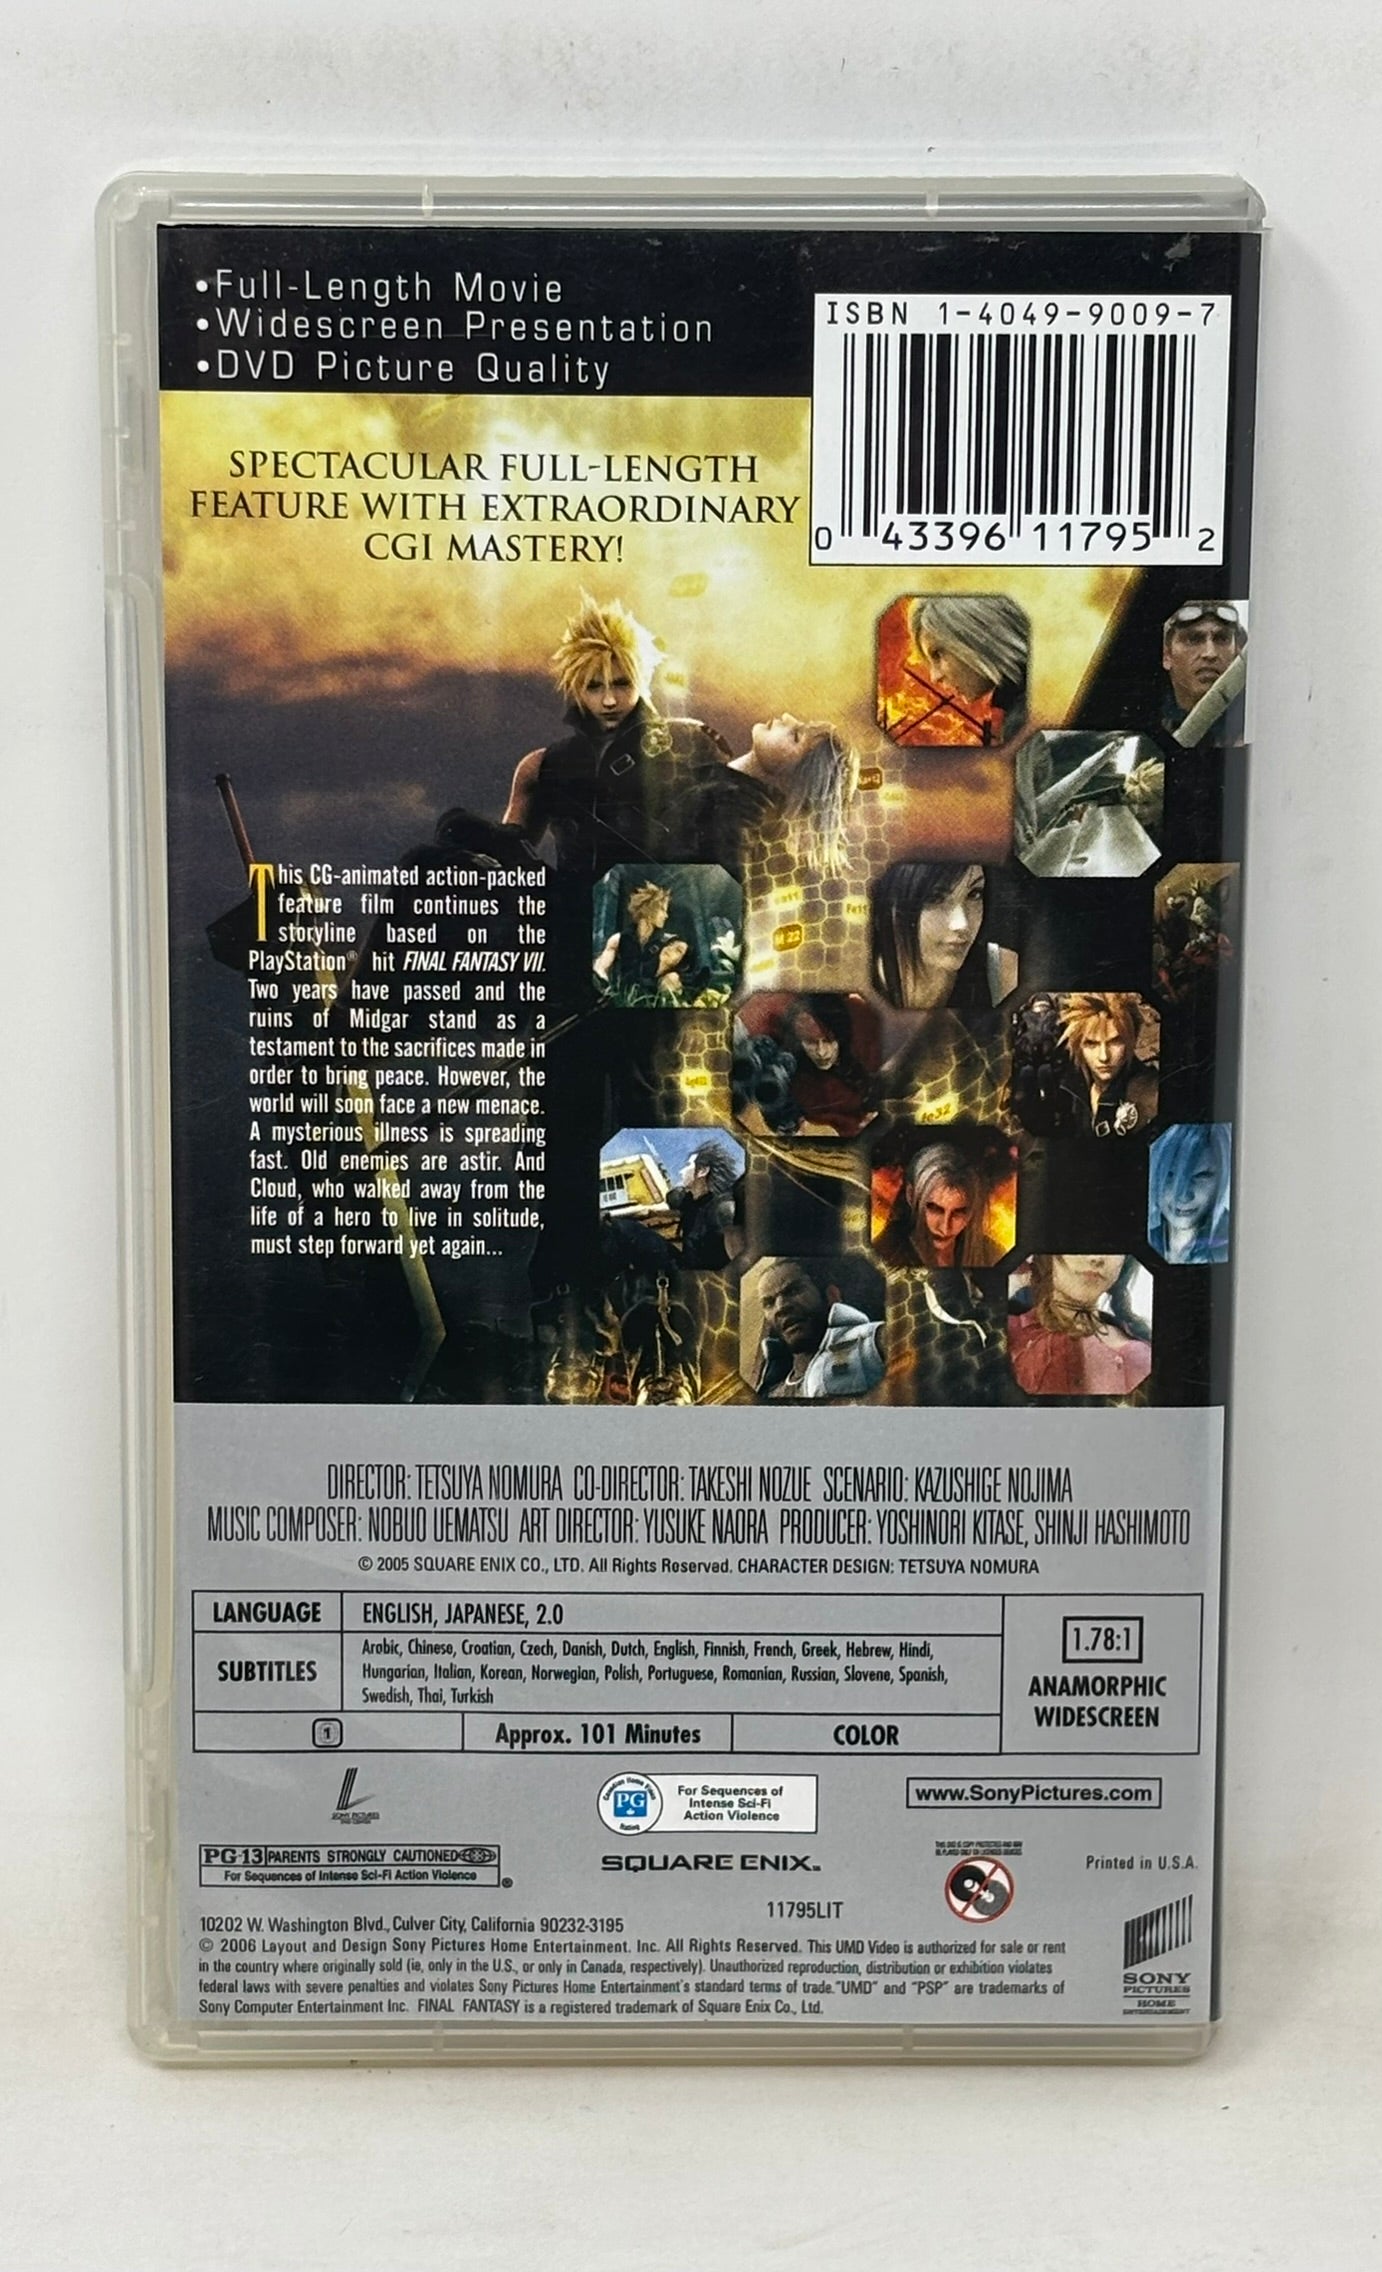 •Full-Length Movie
•Widescreen Presentation
•DVD Picture Quality
ISBN 1-4049-9009-7
0 43396 11795 2
SPECTACULAR FULL-LENGTH
FEATURE WITH EXTRAORDINARY
CGI MASTERY!
This CG-animated action-packed
feature film continues the
storyline based on the
PlayStation® hit FINAL FANTASY VII.
Two years have passed and the
ruins of Midgar stand as a
testament to the sacrifices made in
order to bring peace. However, the
world will soon face a new menace.
A mysterious illness is spreading
fast. Old enemies are astir. And
Cloud, who walked away from the
life of a hero to live in solitude,
must step forward yet again...
DIRECTOR: TETSUYA NOMURA CO-DIRECTOR: TAKESHI NOZUE SCENARIO: KAZUSHIGE NOJIMA
MUSIC COMPOSER: NOBUO UEMATSU ART DIRECTOR: YUSUKE NAORA PRODUCER: YOSHINORI KITASE, SHINJI HASHIMOTO
© 2005 SQUARE ENIX CO., LTD. All Rights Reserved. CHARACTER DESIGN: TETSUYA NOMURA
LANGUAGE ENGLISH, JAPANESE, 2.0
SUBTITLES
Arabic, Chinese, Croatian, Czech, Danish, Dutch, English, Finnish, French, Greek, Hebrew, Hindi,
Hungarian, Italian, Korean, Norwegian, Polish, Portuguese, Romanian, Russian, Slovene, Spanish,
Swedish, Thai, Turkish
1.78:1
ANAMORPHIC
WIDESCREEN
1 Approx. 101 Minutes COLOR
SONY PICTURES
Canadian Home Video
PG
Rating
For Sequences of
Intense Sci-Fi
Action Violence
www.SonyPictures.com
PG-13 PARENTS STRONGLY CAUTIONED
For Sequences of Intense Sci-Fi Action Violence ®
SQUARE ENIX.
Printed in U.S.A.
11795LIT
10202 W. Washington Blvd., Culver City, California 90232-3195
© 2006 Layout and Design Sony Pictures Home Entertainment. Inc. All Rights Reserved. This UMD Video is authorized for sale or rent
in the country where originally sold (ie, only in the U.S., or only in Canada, respectively). Unauthorized reproduction, distribution or exhibition violates
federal laws with severe penalties and violates Sony Pictures Home Entertainment's standard terms of trade."UMD" and "PSP" are trademarks of
Sony Computer Entertainment Inc. FINAL FANTASY is a registered trademark of Square Enix Co., Ltd.
SONY
PICTURES
HOME
ENTERTAINMENT